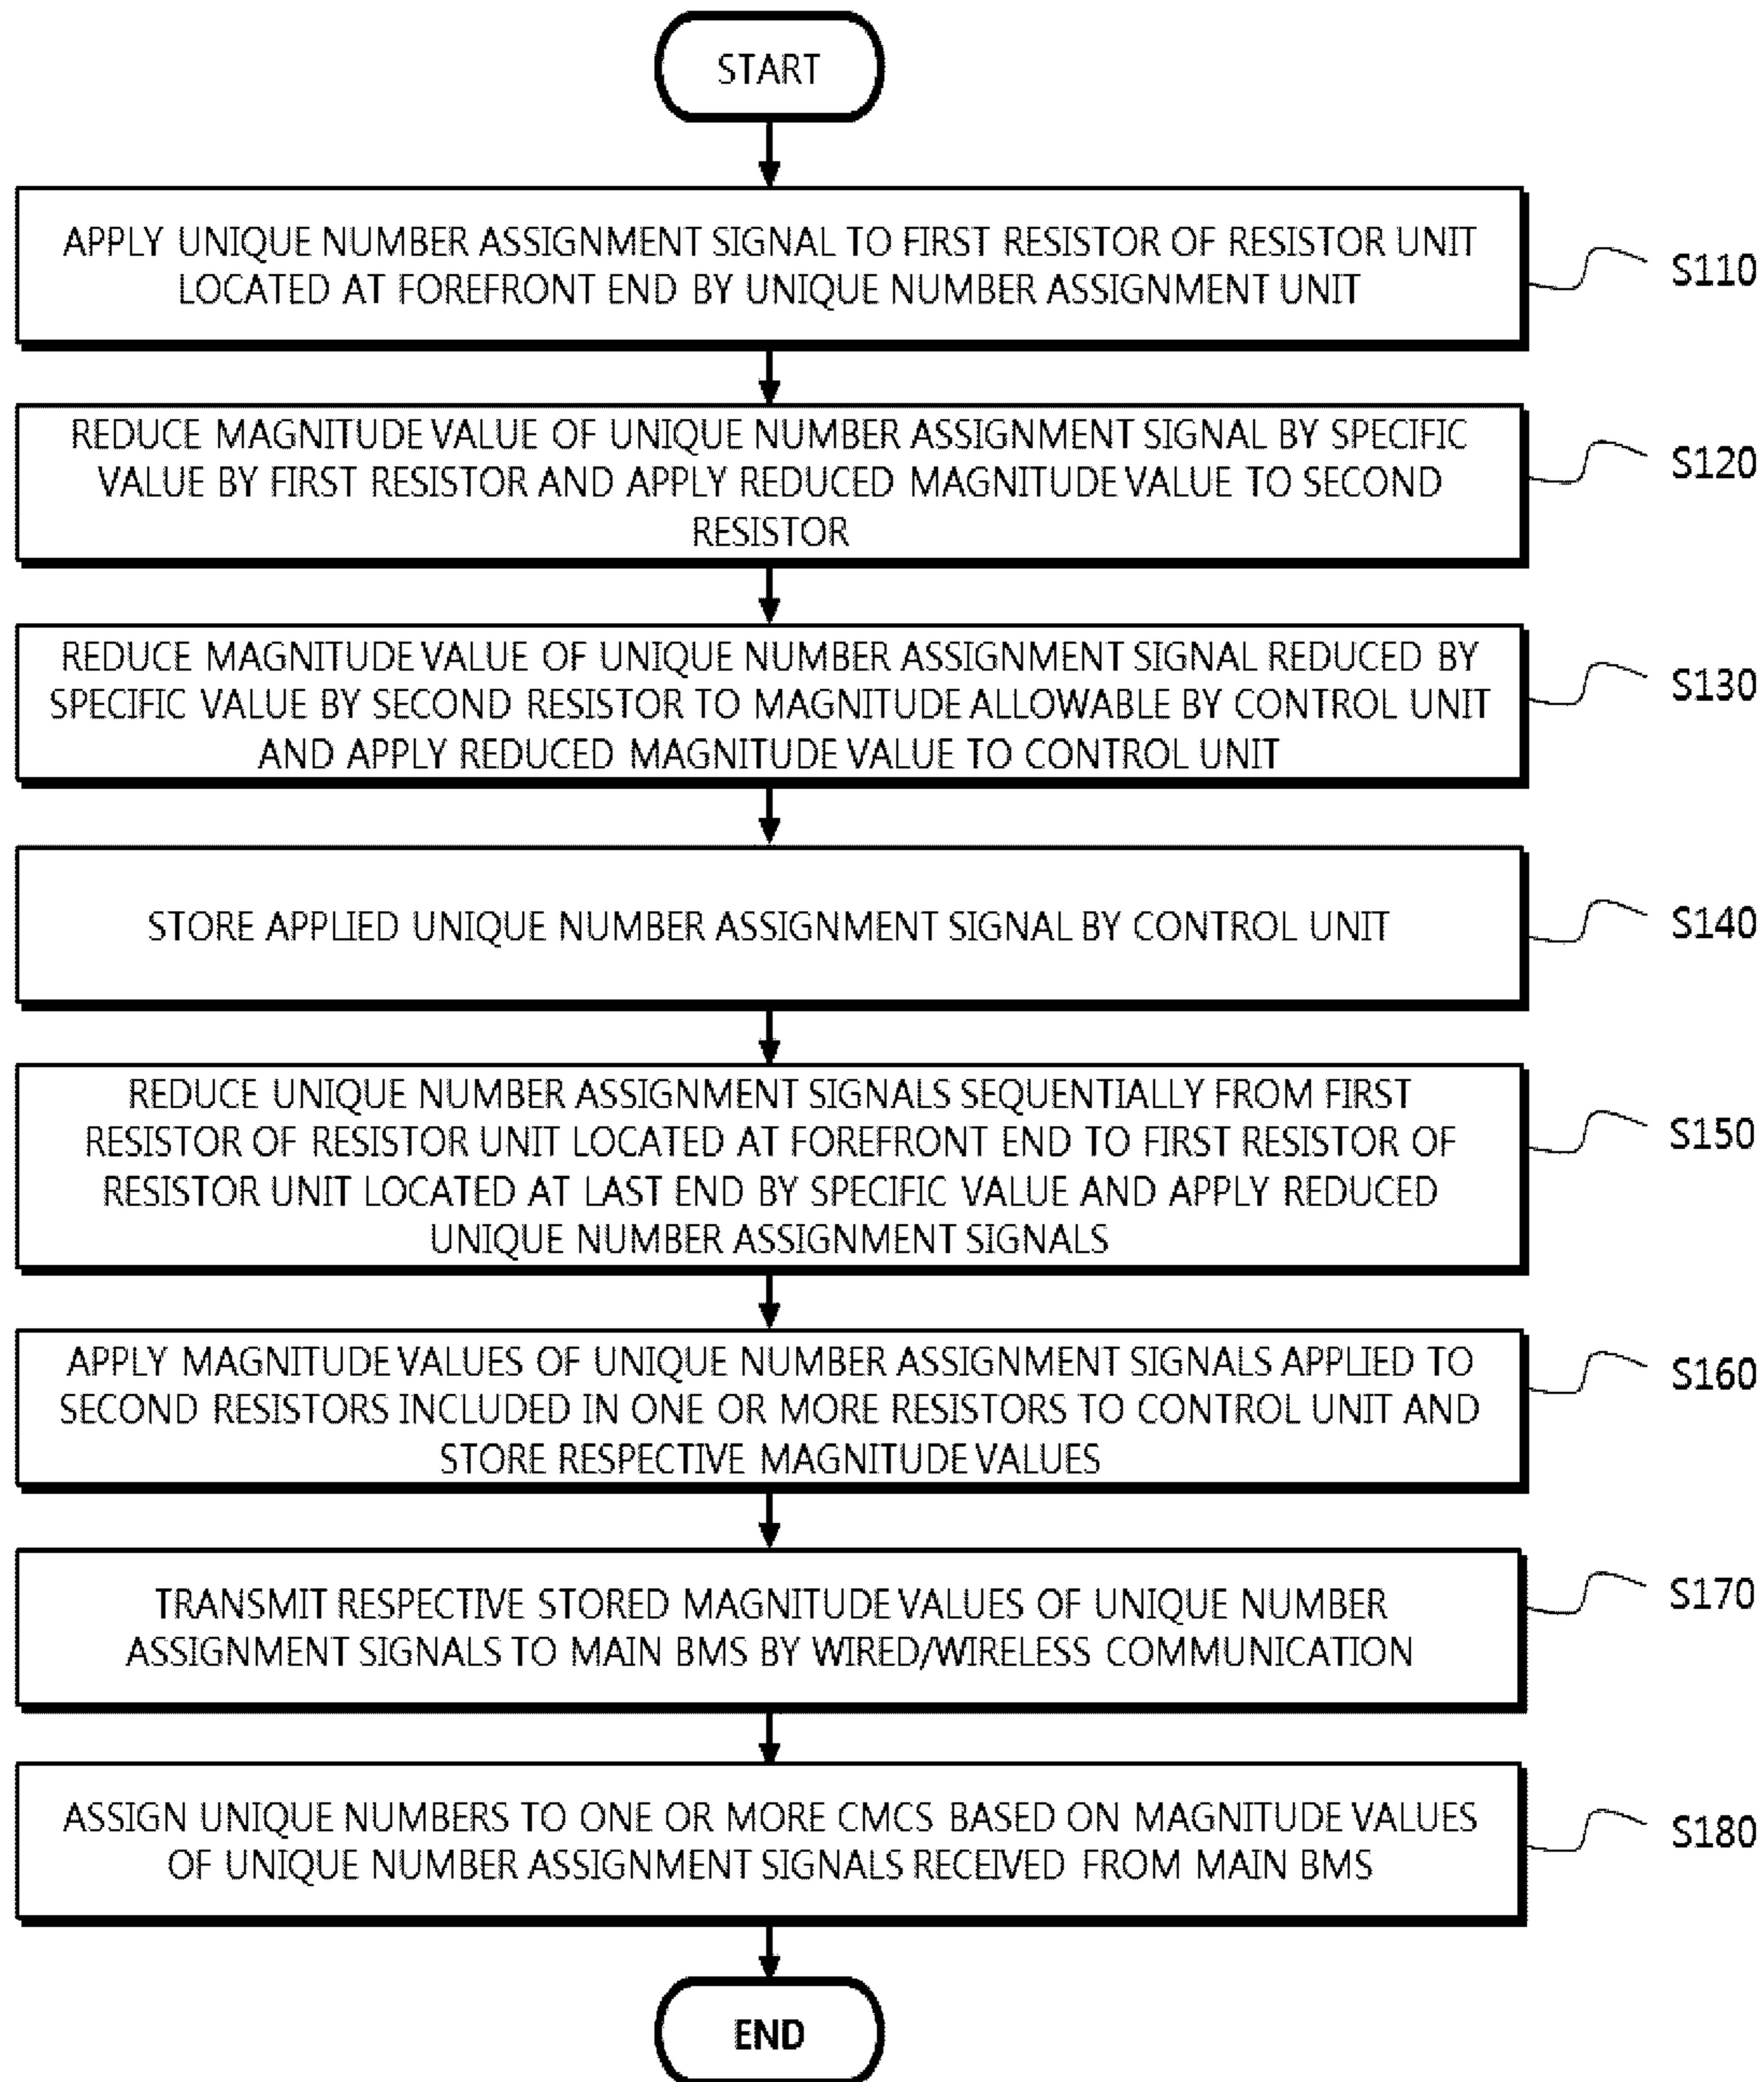 START
APPLY UNIQUE NUMBER ASSIGNMENT SIGNAL TO FIRST RESISTOR OF RESISTOR UNIT
LOCATED AT FOREFRONT END BY UNIQUE NUMBER ASSIGNMENT UNIT
S110
REDUCE MAGNITUDE VALUE OF UNIQUE NUMBER ASSIGNMENT SIGNAL BY SPECIFIC
VALUE BY FIRST RESISTOR AND APPLY REDUCED MAGNITUDE VALUE TO SECOND
RESISTOR
S120
REDUCE MAGNITUDE VALUE OF UNIQUE NUMBER ASSIGNMENT SIGNAL REDUCED BY
SPECIFIC VALUE BY SECOND RESISTOR TO MAGNITUDE ALLOWABLE BY CONTROL UNIT
AND APPLY REDUCED MAGNITUDE VALUE TO CONTROL UNIT
S130
STORE APPLIED UNIQUE NUMBER ASSIGNMENT SIGNAL BY CONTROL UNIT
S140
REDUCE UNIQUE NUMBER ASSIGNMENT SIGNALS SEQUENTIALLY FROM FIRST
RESISTOR OF RESISTOR UNIT LOCATED AT FOREFRONT END TO FIRST RESISTOR OF
RESISTOR UNIT LOCATED AT LAST END BY SPECIFIC VALUE AND APPLY REDUCED
UNIQUE NUMBER ASSIGNMENT SIGNALS
S150
APPLY MAGNITUDE VALUES OF UNIQUE NUMBER ASSIGNMENT SIGNALS APPLIED TO
SECOND RESISTORS INCLUDED IN ONE OR MORE RESISTORS TO CONTROL UNIT AND
STORE RESPECTIVE MAGNITUDE VALUES
S160
TRANSMIT RESPECTIVE STORED MAGNITUDE VALUES OF UNIQUE NUMBER
ASSIGNMENT SIGNALS TO MAIN BMS BY WIRED/WIRELESS COMMUNICATION
S170
ASSIGN UNIQUE NUMBERS TO ONE OR MORE CMCS BASED ON MAGNITUDE VALUES
OF UNIQUE NUMBER ASSIGNMENT SIGNALS RECEIVED FROM MAIN BMS
S180
END